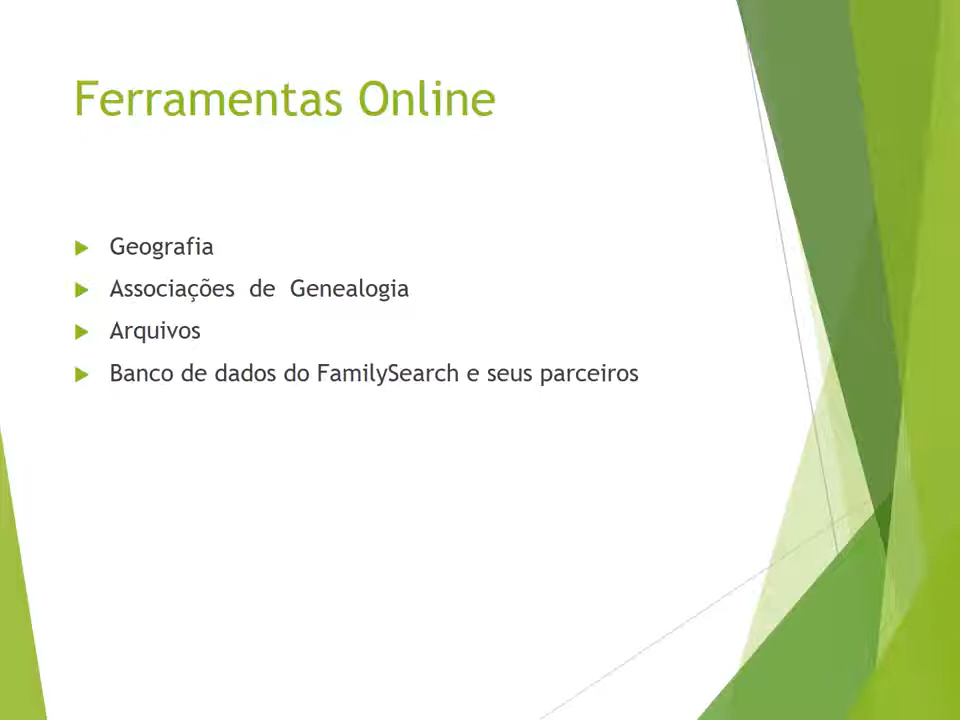 Ferramentas Online
Geografia
Associações de Genealogia
Arquivos
Banco de dados do FamilySearch e seus parceiros